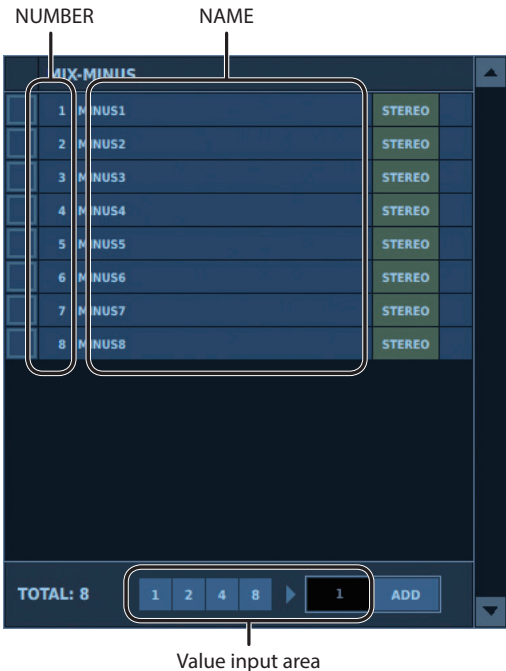 NUMBER NAME
MIX-MINUS
1 MINUS1 STEREO
2 MINUS2 STEREO
3 MINUS3 STEREO
4 MINUS4 STEREO
5 MINUS5 STEREO
6 MINUS6 STEREO
7 MINUS7 STEREO
8 MINUS8 STEREO
TOTAL: 8 1 2 4 8 1 ADD
Value input area